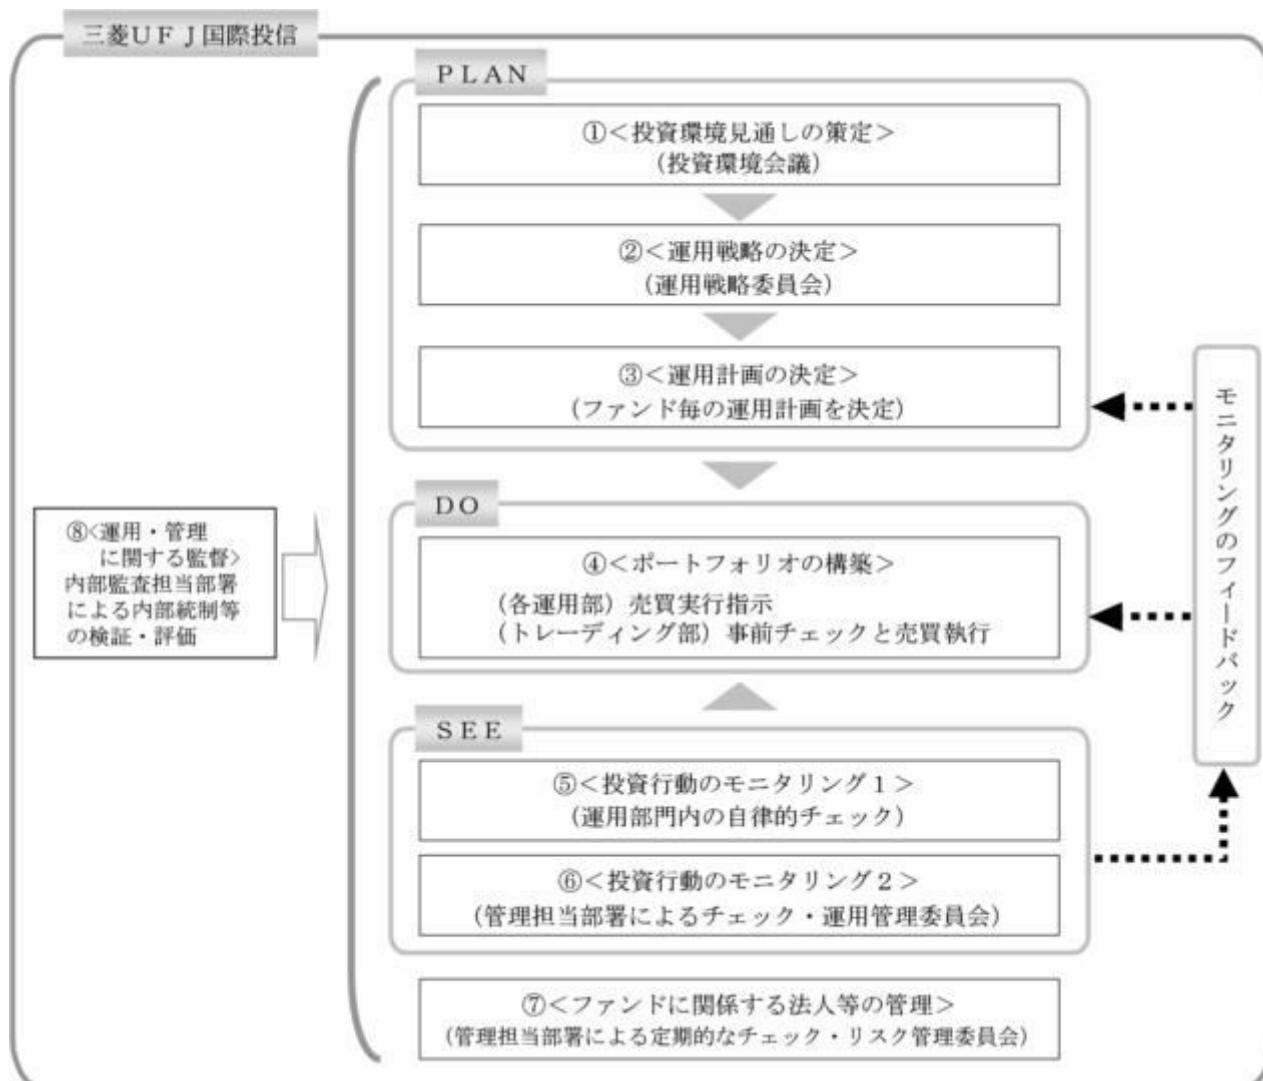 三菱ＵＦＪ国際投信
ＰＬＡＮ
①＜投資環境見通しの策定＞
（投資環境会議）
②＜運用戦略の決定＞
（運用戦略委員会）
③＜運用計画の決定＞
（ファンド毎の運用計画を決定）
ＤＯ
④＜ポートフォリオの構築＞
（各運用部）売買実行指示
（トレーディング部）事前チェックと売買執行
ＳＥＥ
⑤＜投資行動のモニタリング１＞
（運用部門内の自律的チェック）
⑥＜投資行動のモニタリング２＞
（管理担当部署によるチェック・運用管理委員会）
⑦＜ファンドに関係する法人等の管理＞
（管理担当部署による定期的なチェック・リスク管理委員会）
⑧<運用・管理
に関する監督>
内部監査担当部署
による内部統制等
の検証・評価
モニタリングのフィードバック